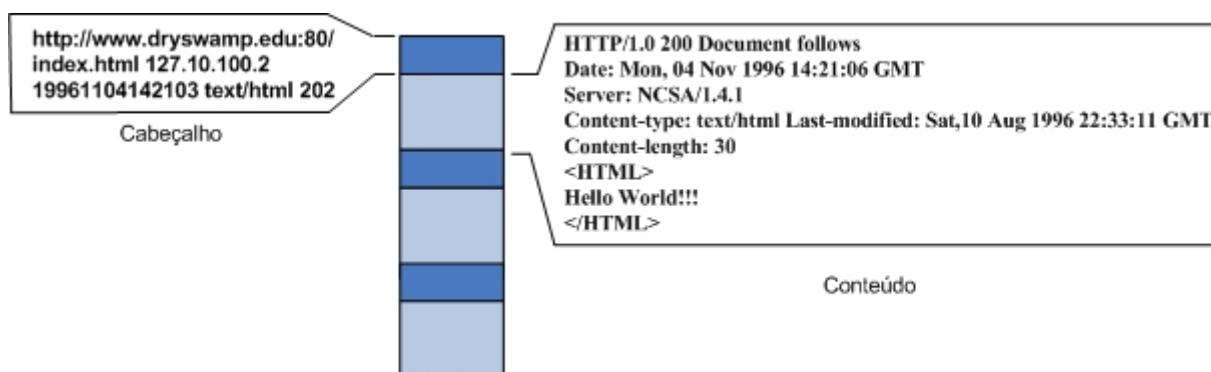 http://www.dryswamp.edu:80/
index.html 127.10.100.2
19961104142103 text/html 202
Cabeçalho
HTTP/1.0 200 Document follows
Date: Mon, 04 Nov 1996 14:21:06 GMT
Server: NCSA/1.4.1
Content-type: text/html Last-modified: Sat,10 Aug 1996 22:33:11 GMT
Content-length: 30
<HTML>
Hello World!!!
</HTML>
Conteúdo